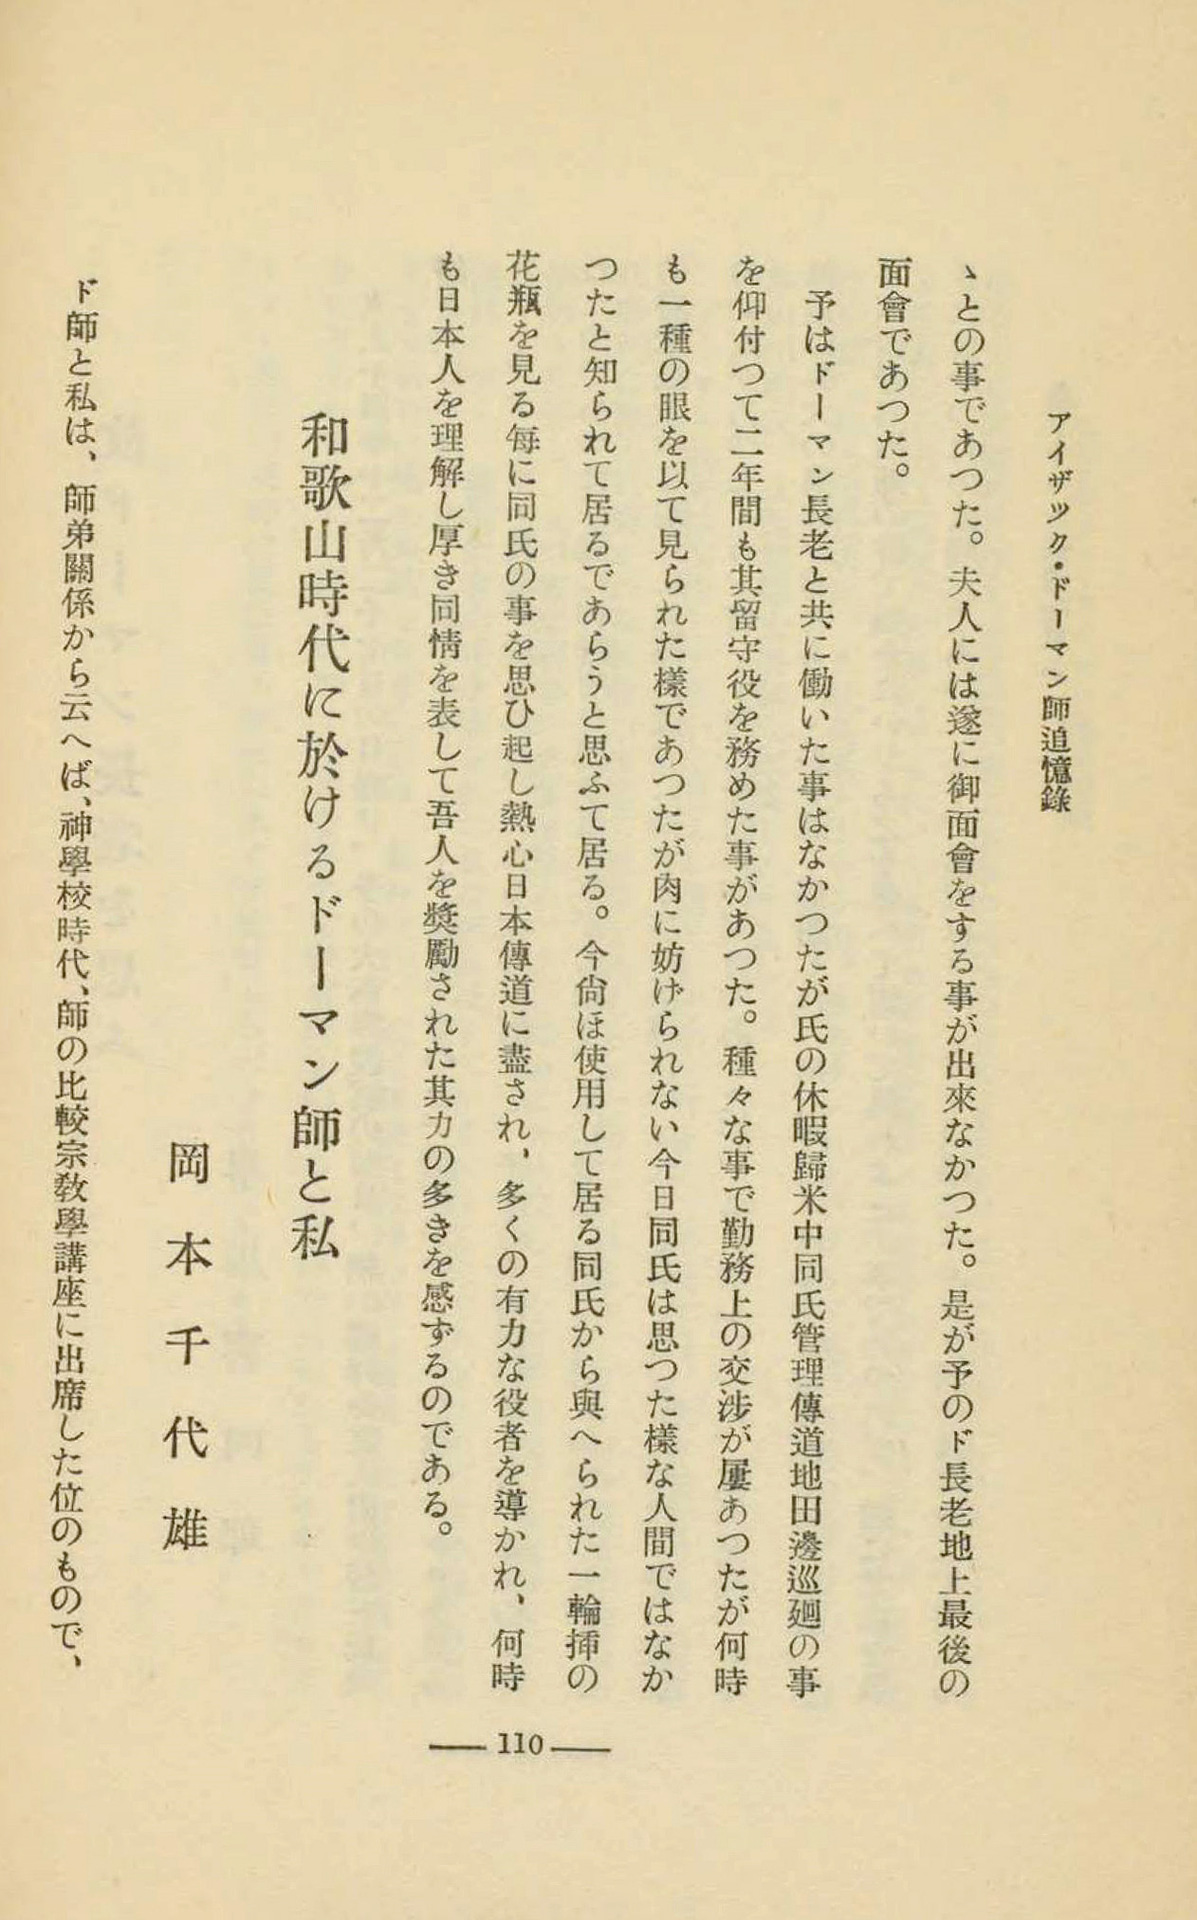 アイザック・ドーマン師追憶錄
ゝとの事であつた。夫人には遂に御面會をする事が出來なかつた。是が予のド長老地上最後の
面會であつた。
予はドーマン長老と共に働いた事はなかつたが氏の休暇歸米中同氏管理傳道地田邊巡廻の事
を仰付つて二年間も其留守役を務めた事があつた。種々な事で勤務上の交渉が屢あつたが何時
も一種の眼を以て見られた樣であつたが肉に妨げられない今日同氏は思つた樣な人間ではなか
つたと知られて居るであらうと思ふて居る。今尙ほ使用して居る同氏から與へられた一輪揷の
花瓶を見る每に同氏の事を思ひ起し熱心日本傳道に盡され、多くの有力な役者を導かれ、何時
も日本人を理解し厚き同情を表して吾人を獎勵された其力の多きを感ずるのである。
和歌山時代に於けるドーマン師と私
岡本千代雄
ド師と私は、師弟關係から云へば、神學校時代、師の比較宗敎學講座に出席した位のもので、
110